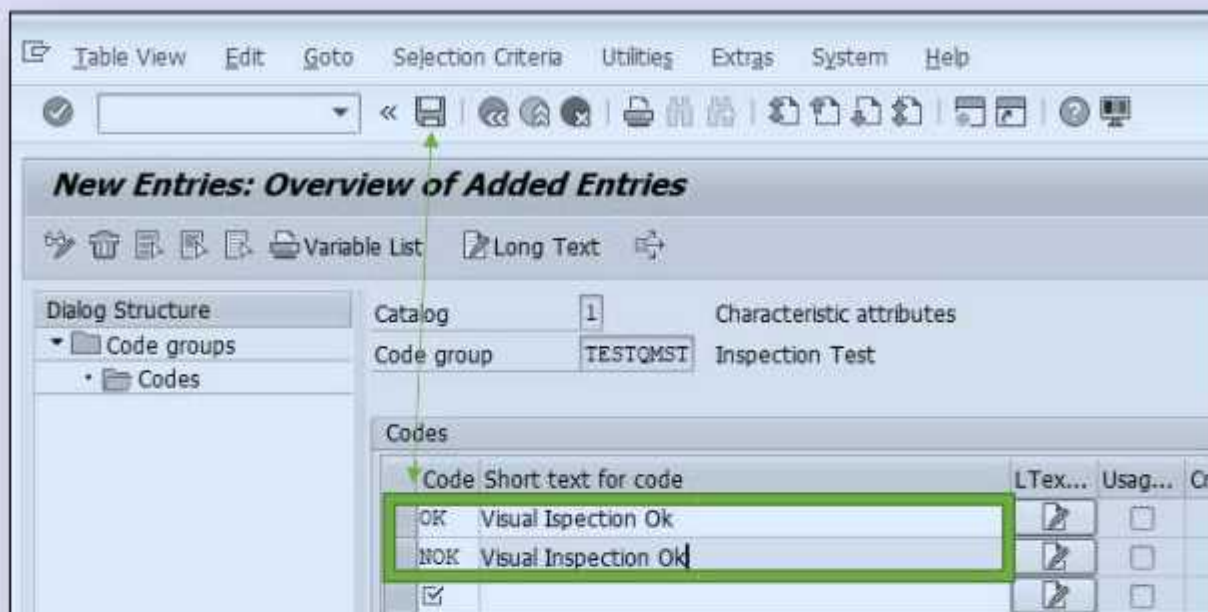 Table View Edit Goto Selection Criteria Utilities Extras System Help
New Entries: Overview of Added Entries
Variable List Long Text
Dialog Structure
Code groups
Codes
Catalog 1 Characteristic attributes
Code group TESTQMST Inspection Test
Codes
Code Short text for code LTex... Usag...
OK Visual Ispection Ok
NOK Visual Inspection Ok